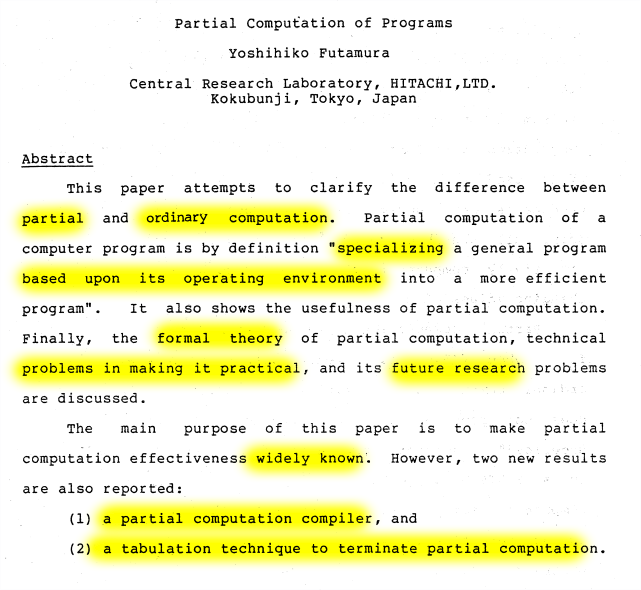 Partial Computation of Programs
Yoshihiko Futamura
Central Research Laboratory, HITACHI,LTD.
Kokubunji, Tokyo, Japan
Abstract
This paper attempts to clarify the difference between
partial and ordinary computation. Partial computation of a
computer program is by definition "specializing a general program
based upon its operating environment into a more efficient
program". It also shows the usefulness of partial computation.
Finally, the formal theory of partial computation, technical
problems in making it practical, and its future research problems
are discussed.
The main purpose of this paper is to make partial
computation effectiveness widely known. However, two new results
are also reported:
(1) a partial computation compiler, and
(2) a tabulation technique to terminate partial computation.